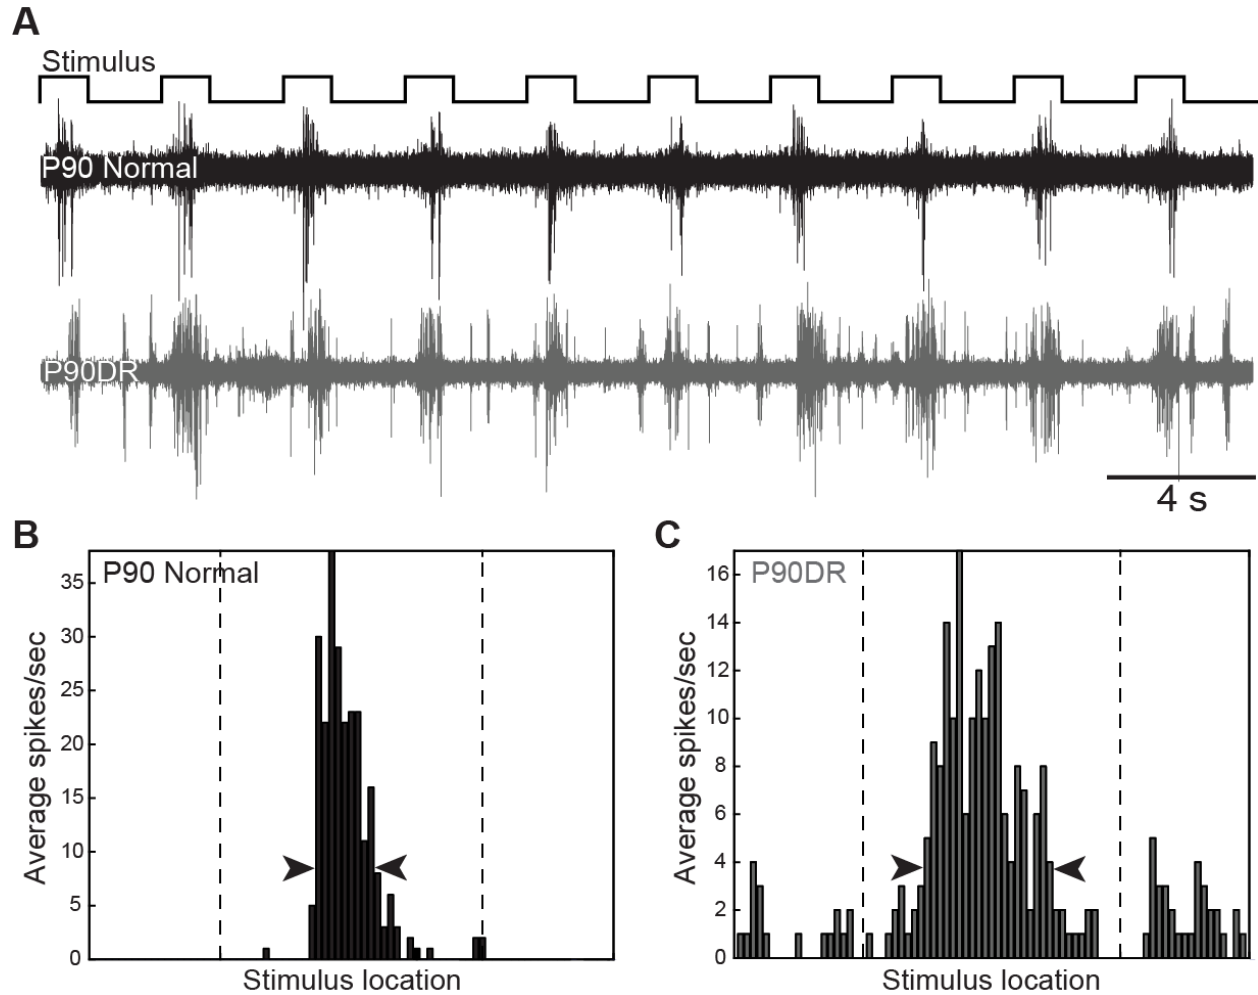 A
Stimulus
P90 Normal
P90DR
4 s
B
P90 Normal
Average spikes/sec
35
30
25
20
15
10
5
0
Stimulus location
C
P90DR
Average spikes/sec
16
14
12
10
8
6
4
2
0
Stimulus location